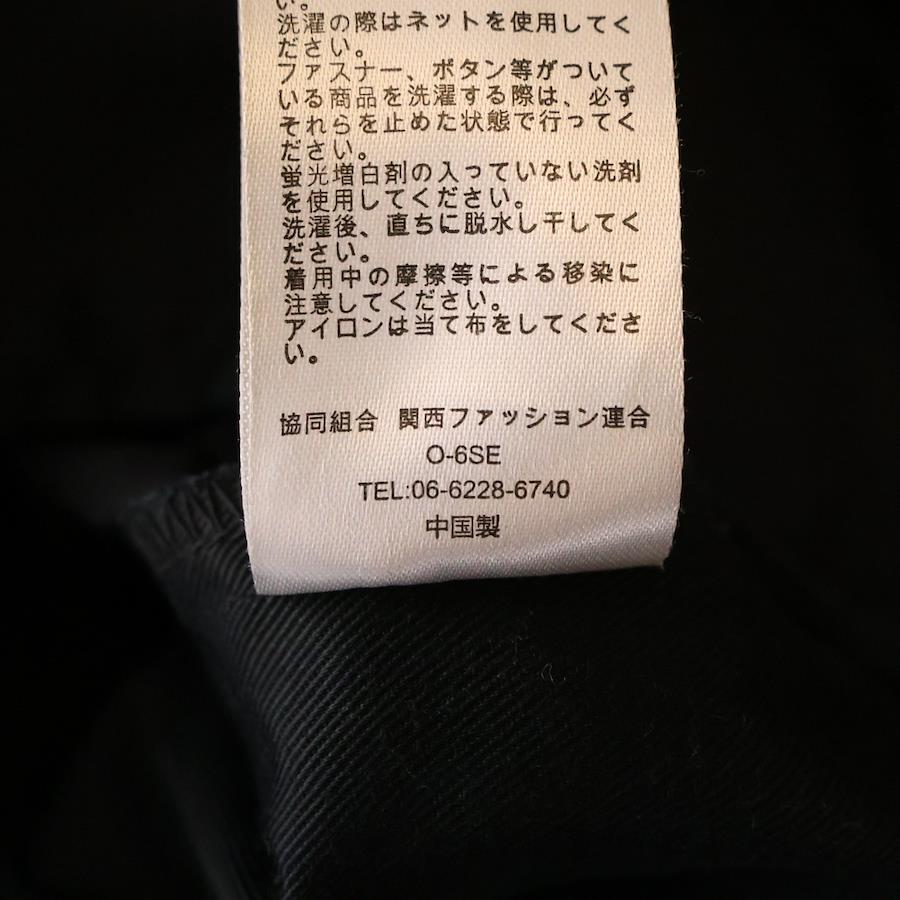 い。
洗濯の際はネットを使用してく
ださい。
ファスナー、ボタン等がついて
いる商品を洗濯する際は、必ず
それらを止めた状態で行ってく
ださい。
蛍光増白剤の入っていない洗剤
を使用してください。
洗濯後、直ちに脱水し干してく
ださい。
着用中の摩擦等による移染に
注意してください。
アイロンは当て布をしてくださ
い。
協同組合 関西ファッション連合
O-6SE
TEL:06-6228-6740
中国製